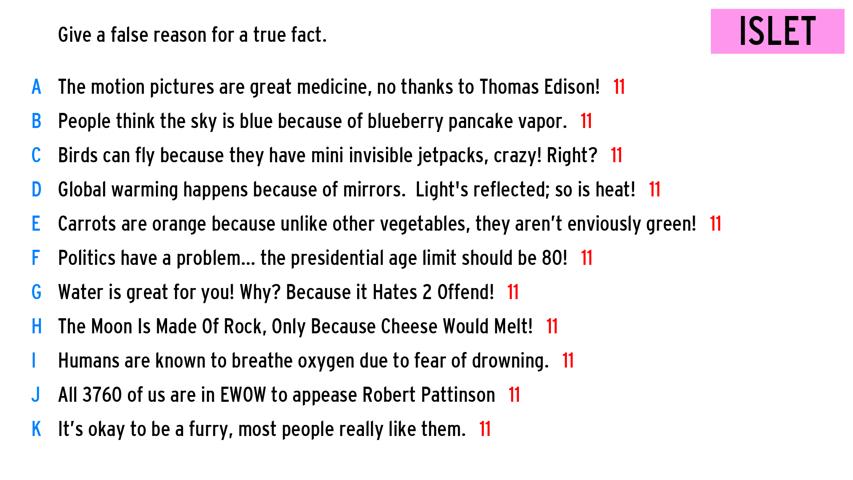 Give a false reason for a true fact.
ISLET
A The motion pictures are great medicine, no thanks to Thomas Edison! 11
B People think the sky is blue because of blueberry pancake vapor. 11
C Birds can fly because they have mini invisible jetpacks, crazy! Right? 11
D Global warming happens because of mirrors. Light's reflected; so is heat! 11
E Carrots are orange because unlike other vegetables, they aren’t enviously green! 11
F Politics have a problem... the presidential age limit should be 80! 11
G Water is great for you! Why? Because it Hates 2 Offend! 11
H The Moon Is Made Of Rock, Only Because Cheese Would Melt! 11
I Humans are known to breathe oxygen due to fear of drowning. 11
J All 3760 of us are in EWOW to appease Robert Pattinson 11
K It’s okay to be a furry, most people really like them. 11